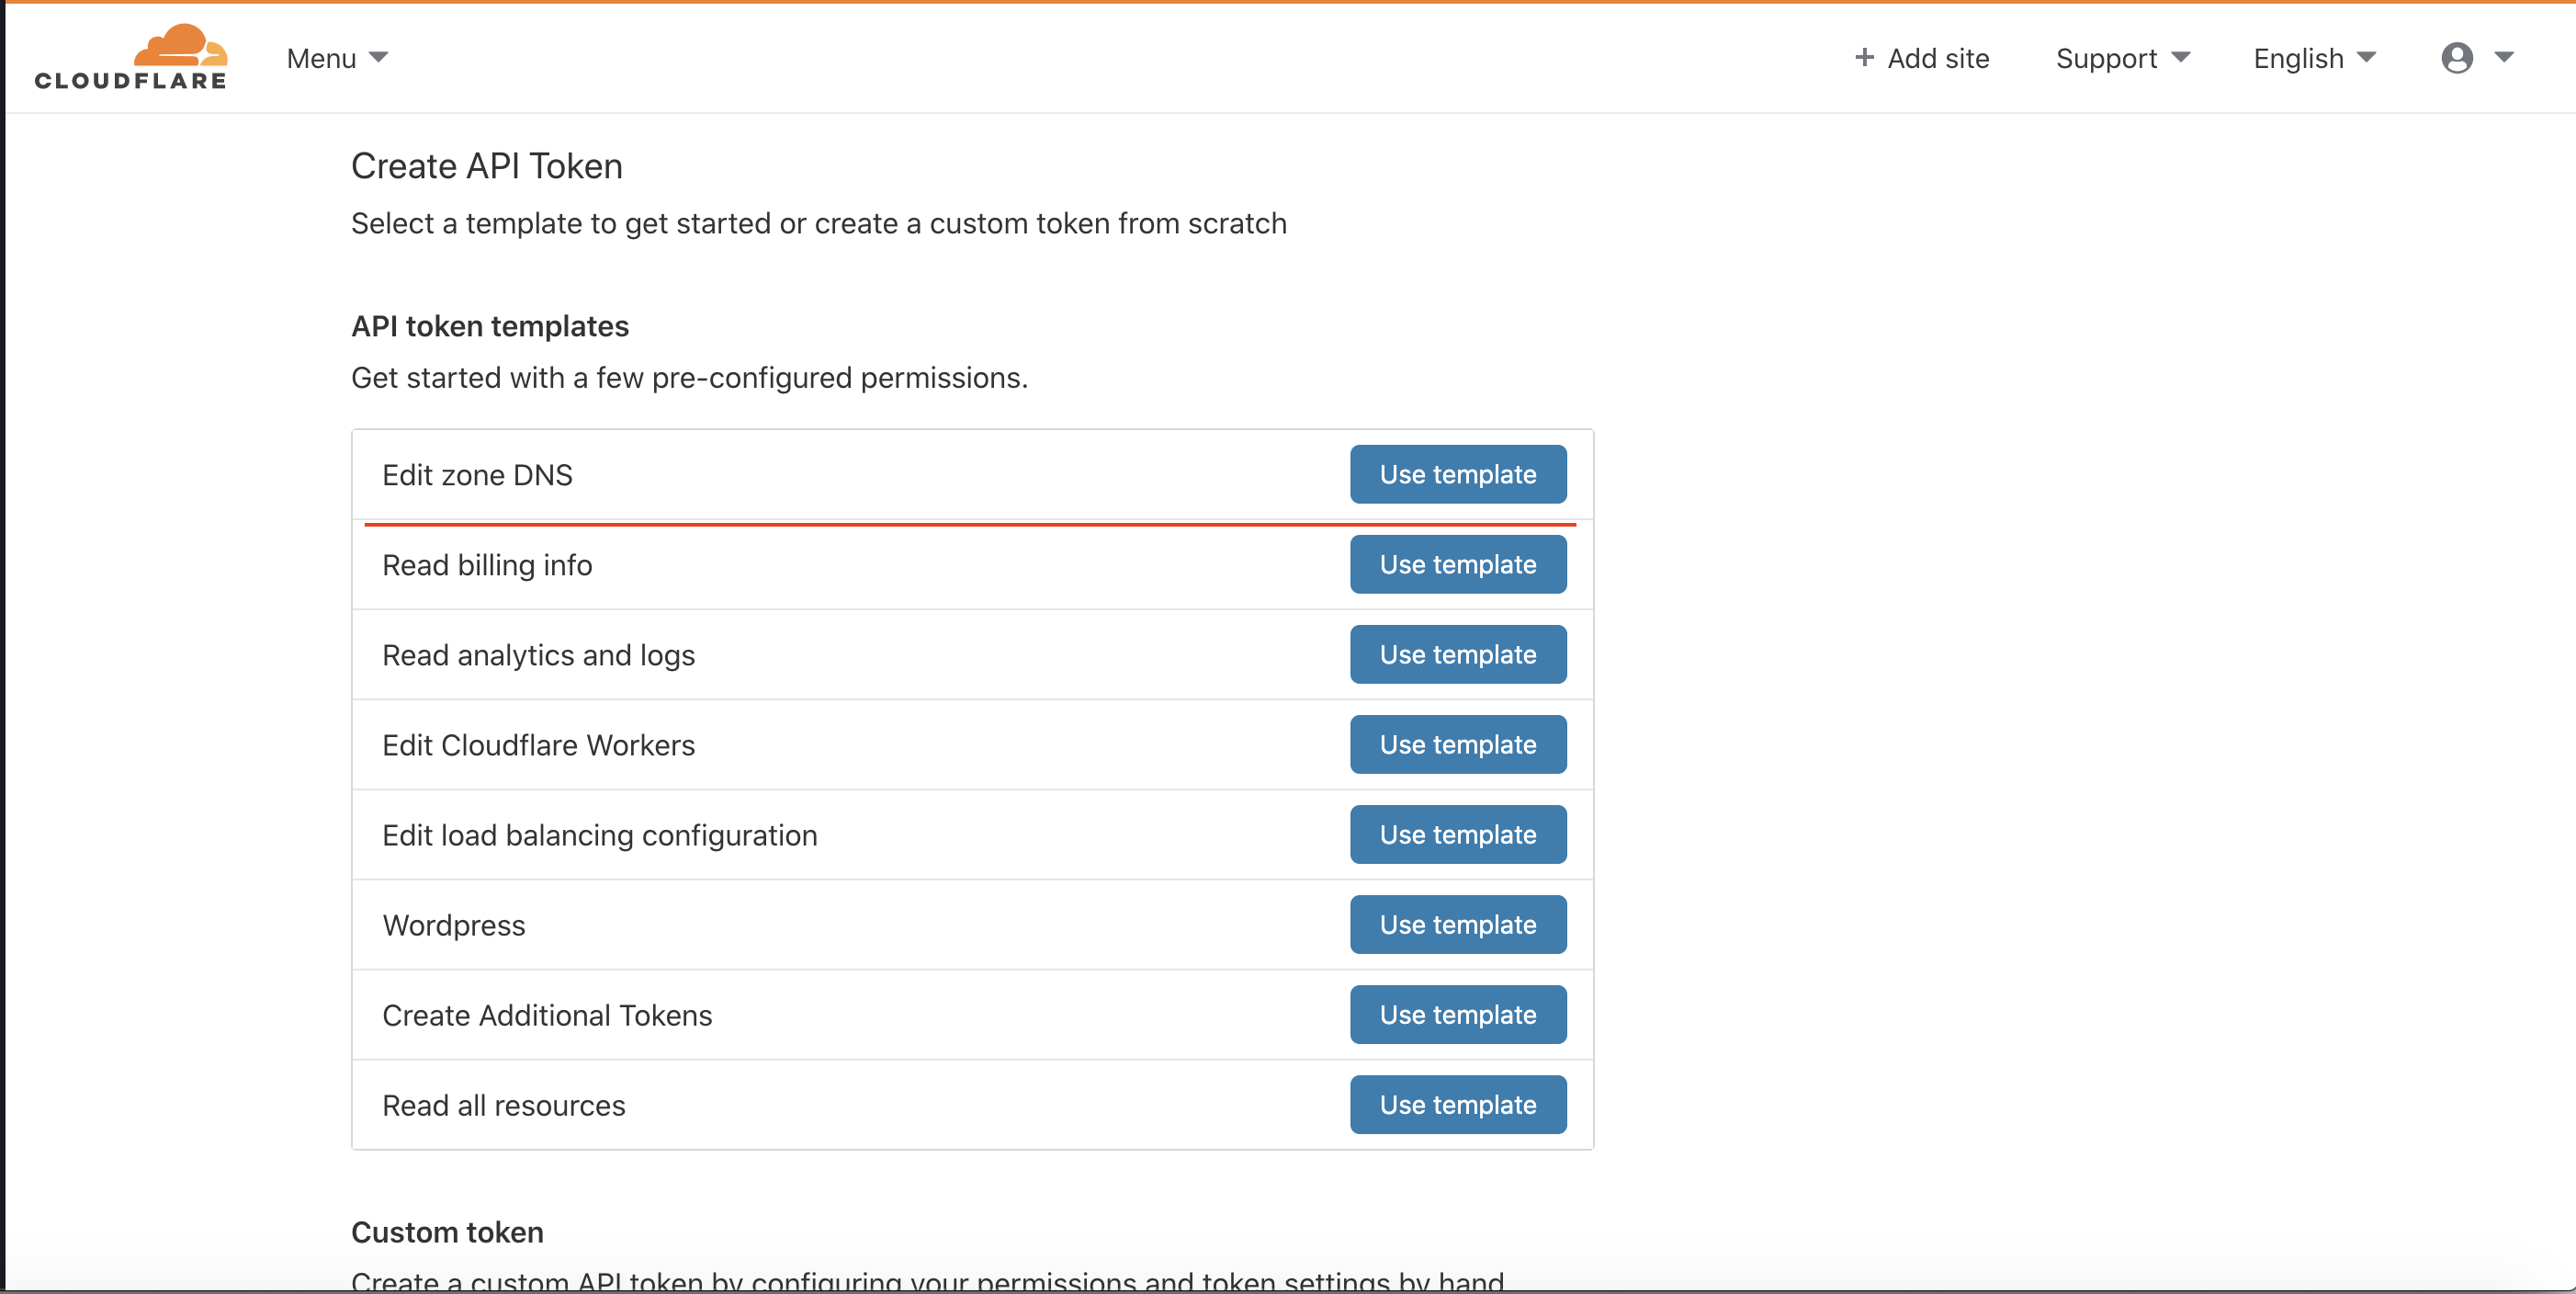 CLOUDFLARE
Menu
+ Add site
Support
English
Create API Token
Select a template to get started or create a custom token from scratch
API token templates
Get started with a few pre-configured permissions.
Edit zone DNS
Use template
Read billing info
Use template
Read analytics and logs
Use template
Edit Cloudflare Workers
Use template
Edit load balancing configuration
Use template
Wordpress
Use template
Create Additional Tokens
Use template
Read all resources
Use template
Custom token
Create a custom API token by configuring your permissions and token settings by hand